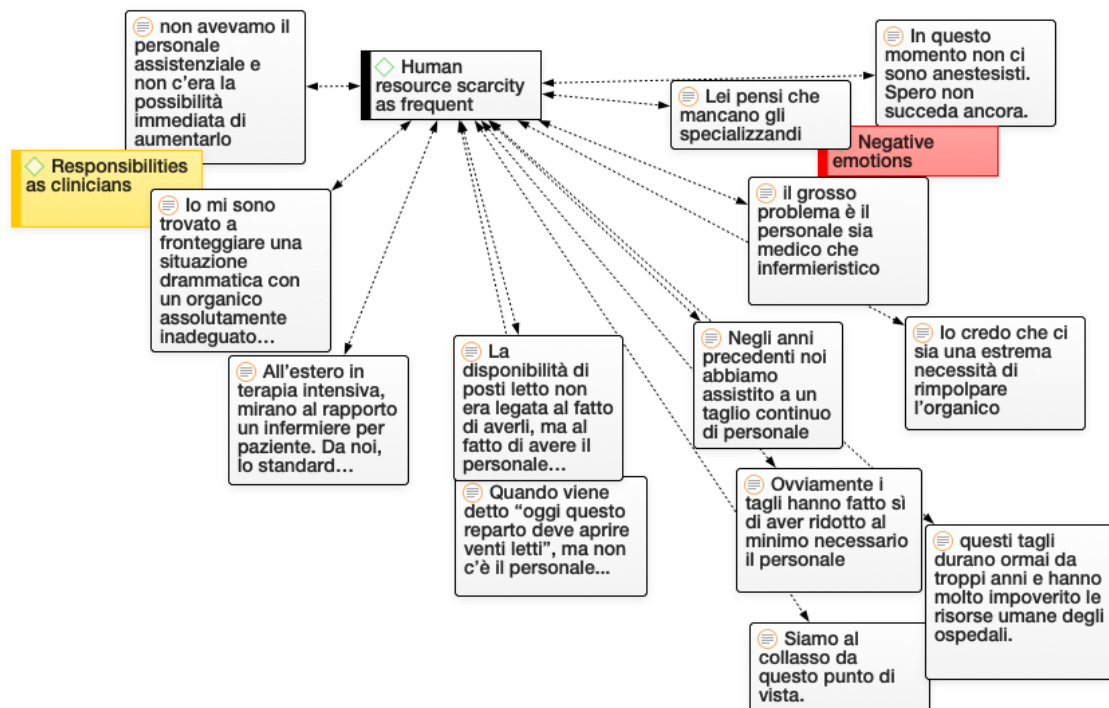 non avevamo il
personale
assistenziale e
non c'era la
possibilità
immediata di
aumentarlo
Human
resource scarcity
as frequent
In questo
momento non ci
sono anestesisti.
Spero non
succeda ancora.
Lei pensi che
mancano gli
specializzandi
Negative
emotions
Responsibilities
as clinicians
Io mi sono
trovato a
fronteggiare una
situazione
drammatica con
un organico
assolutamente
inadeguato…
il grosso
problema è il
personale sia
medico che
infermieristico
Io credo che ci
sia una estrema
necessità di
rimpolpare
l'organico
All'estero in
terapia intensiva,
mirano al rapporto
un infermiere per
paziente. Da noi,
lo standard…
La
disponibilità di
posti letto non
era legata al fatto
di averli, ma al
fatto di avere il
personale…
Negli anni
precedenti noi
abbiamo
assistito a un
taglio continuo
di personale
Quando viene
detto "oggi questo
reparto deve aprire
venti letti", ma non
c'è il personale...
Ovviamente i
tagli hanno fatto sì
di aver ridotto al
minimo necessario
il personale
questi tagli
durano ormai da
troppi anni e hanno
molto impoverito le
risorse umane degli
ospedali.
Siamo al
collasso da
questo punto di
vista.